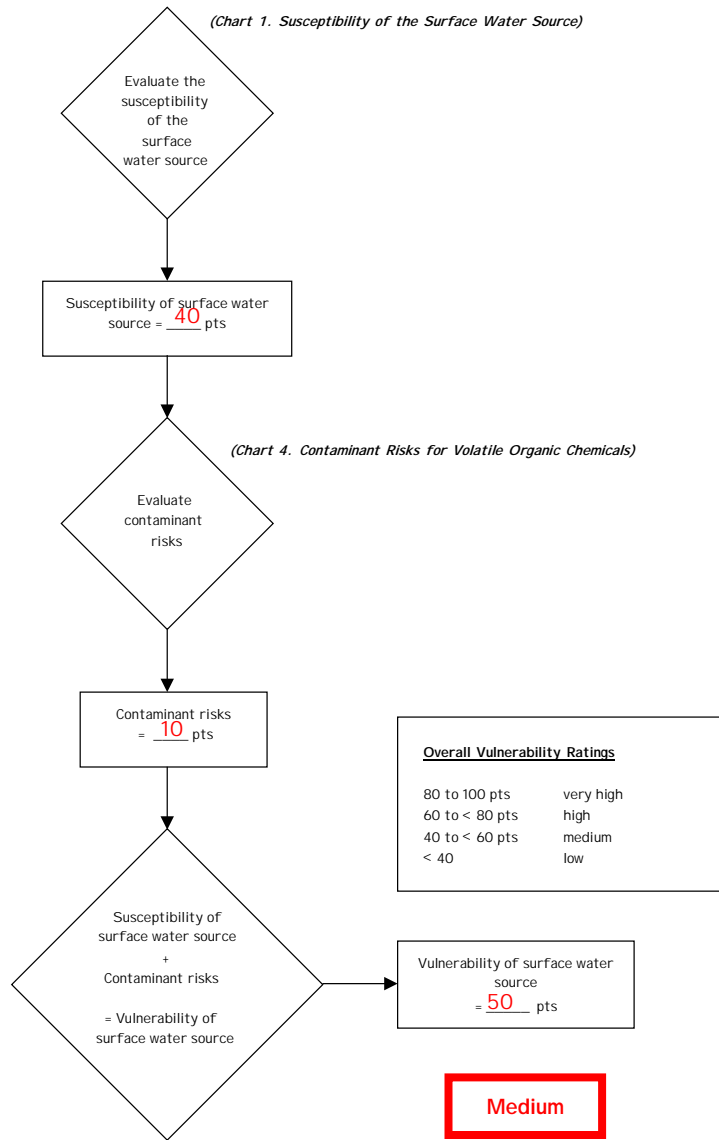 (Chart 1. Susceptibility of the Surface Water Source)
Evaluate the
susceptibility
of the
surface
water source
Susceptibility of surface water
source = 40 pts
(Chart 4. Contaminant Risks for Volatile Organic Chemicals)
Evaluate
contaminant
risks
Contaminant risks
= 10 pts
Overall Vulnerability Ratings
80 to 100 pts very high
60 to < 80 pts high
40 to < 60 pts medium
< 40 low
Susceptibility of
surface water source
+
Contaminant risks
= Vulnerability of
surface water source
Vulnerability of surface water
source
= 50 pts
Medium